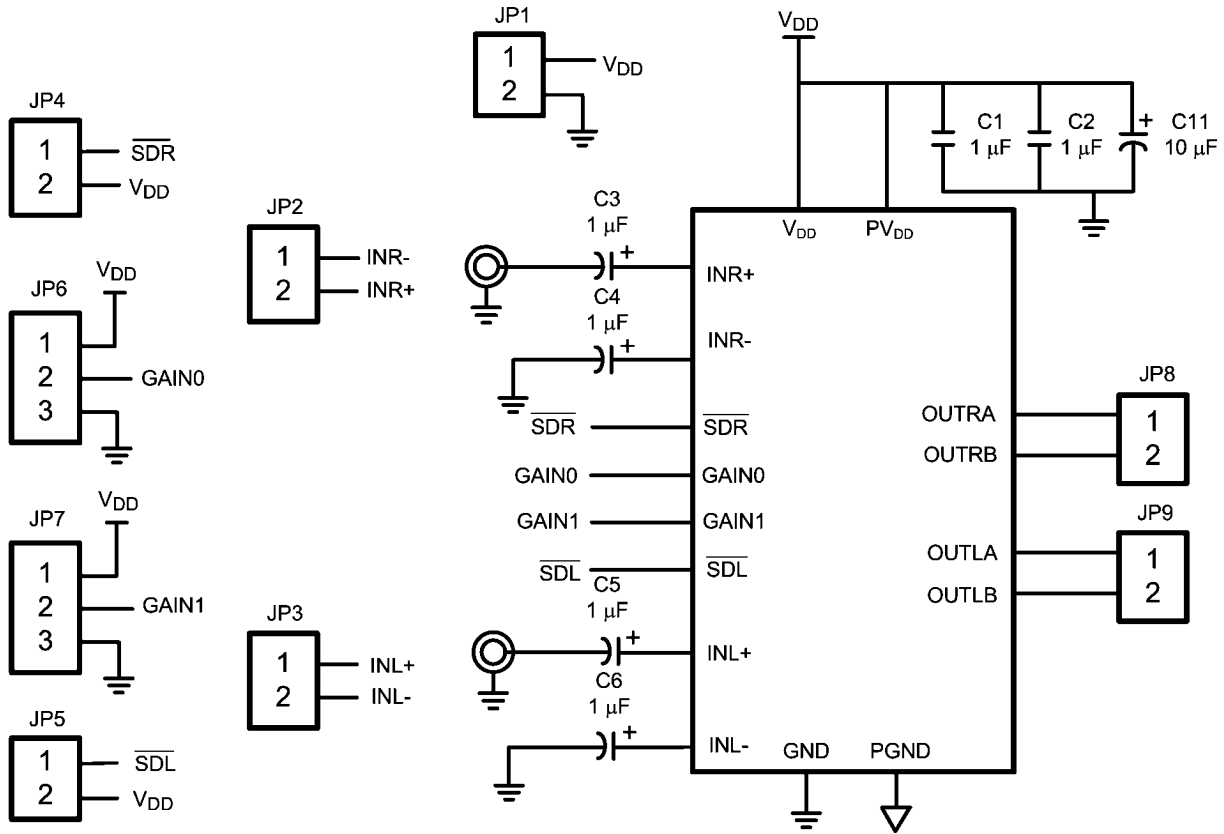 JP1
1
2
VDD
VDD
C1
1 µF
C2
1 µF
+
C11
10 µF
JP4
1
2
SDR
VDD
JP2
1
2
INR-
INR+
C3
1 µF
+
C4
1 µF
+
VDD
PVDD
INR+
INR-
VDD
JP6
1
2
3
GAIN0
SDR
SDR
GAIN0
GAIN0
GAIN1
GAIN1
SDL
SDL
OUTRA
OUTRB
JP8
1
2
OUTLA
OUTLB
JP9
1
2
VDD
JP7
1
2
3
GAIN1
JP3
1
2
INL+
INL-
C5
1 µF
+
INL+
C6
1 µF
+
INL-
GND
PGND
JP5
1
2
SDL
VDD